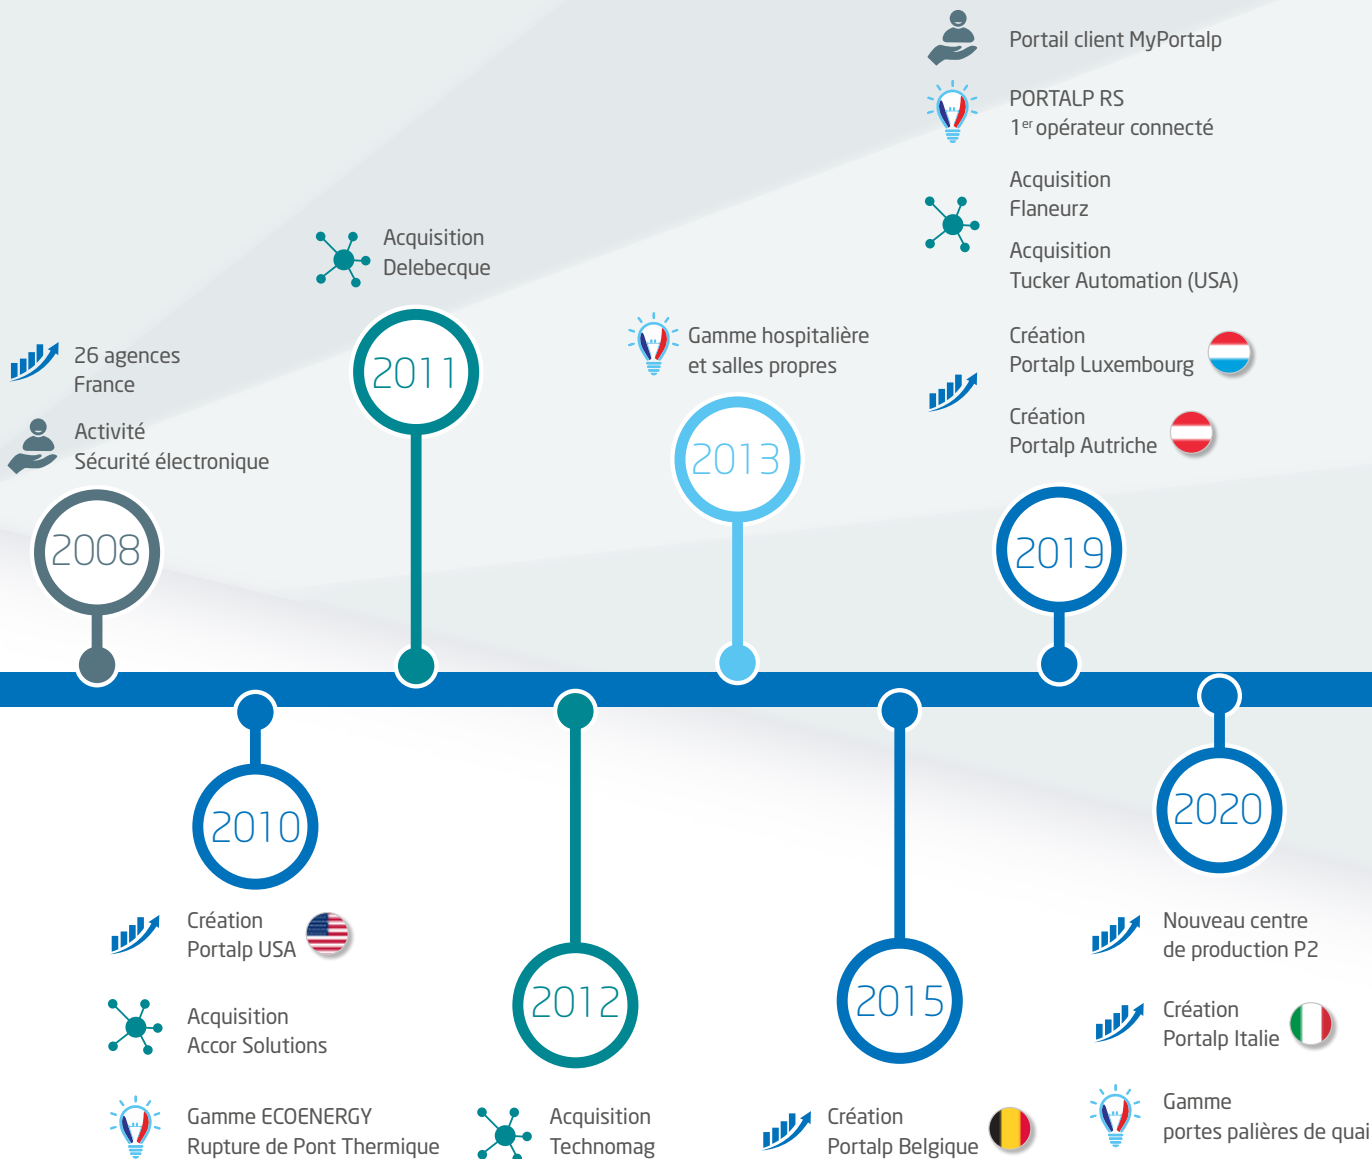 26 agences
France
Activité
Sécurité électronique
2008
Création
Portalp USA
Acquisition
Accor Solutions
Gamme ECOENERGY
Rupture de Pont Thermique
2010
Acquisition
Delebecque
2011
2012
Acquisition
Technomag
Gamme hospitalière
et salles propres
2013
2015
Création
Portalp Belgique
Portail client MyPortalp
PORTALP RS
1er opérateur connecté
Acquisition
Flaneurz
Acquisition
Tucker Automation (USA)
Création
Portalp Luxembourg
Création
Portalp Autriche
2019
2020
Nouveau centre
de production P2
Création
Portalp Italie
Gamme
portes palières de quai